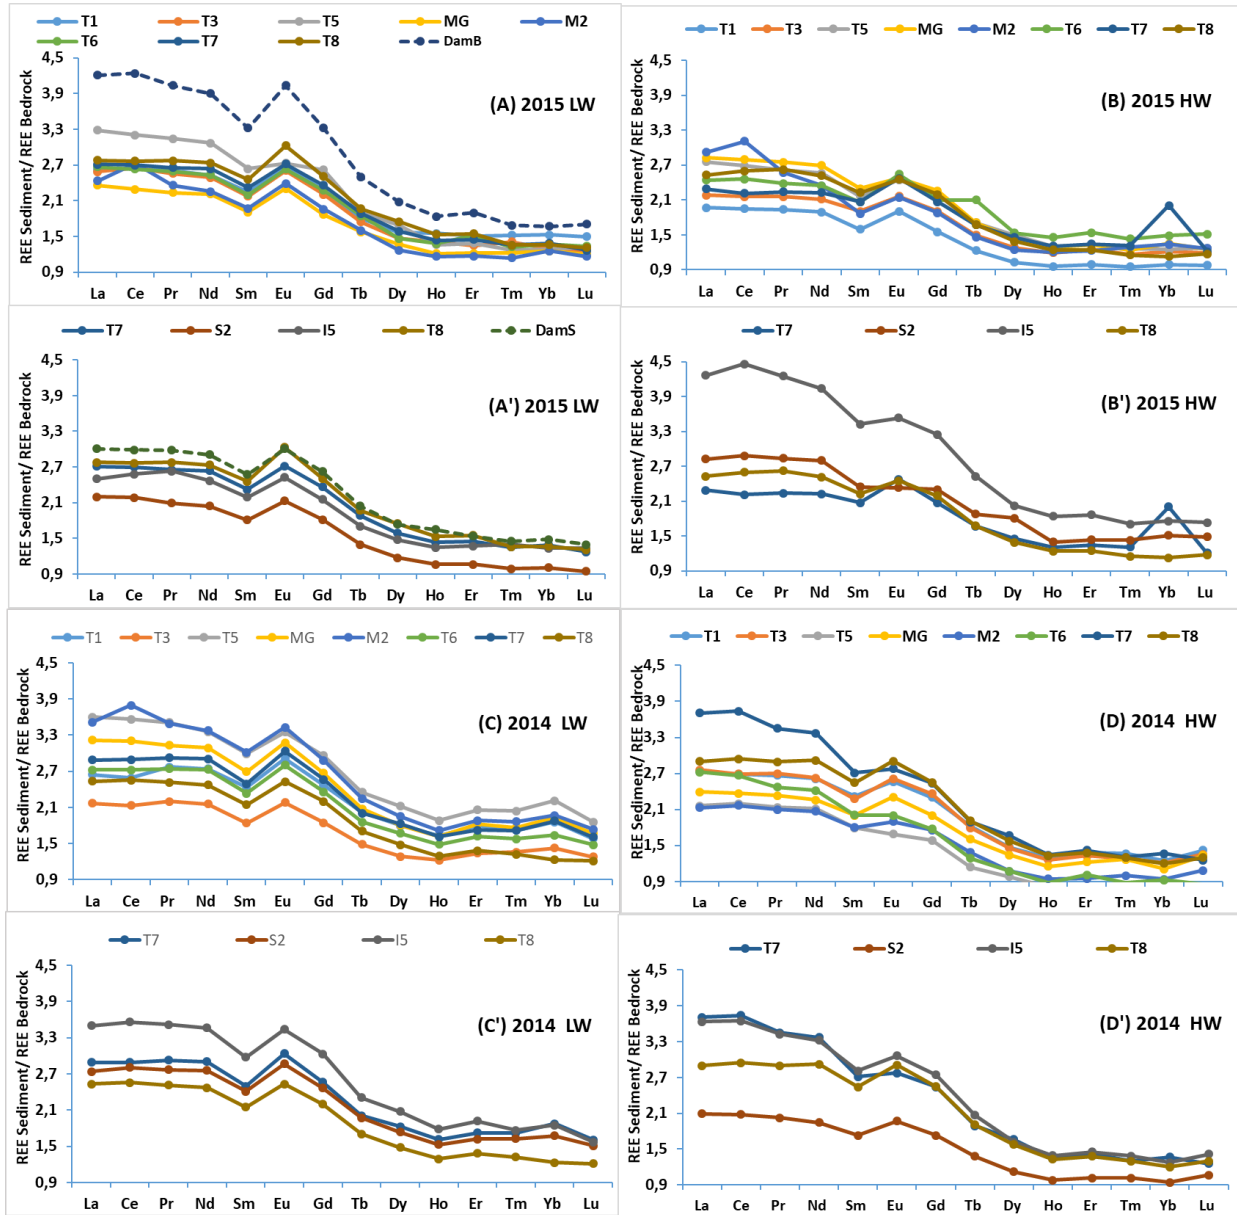 T1 T3 T5 MG M2
T6 T7 T8 DamB
REE Sediment/ REE Bedrock
4,5
3,9
3,3
2,7
2,1
1,5
0,9
(A) 2015 LW
La Ce Pr Nd Sm Eu Gd Tb Dy Ho Er Tm Yb Lu
T1 T3 T5 MG M2 T6 T7 T8
REE Sediment/ REE Bedrock
4,5
3,9
3,3
2,7
2,1
1,5
0,9
(B) 2015 HW
La Ce Pr Nd Sm Eu Gd Tb Dy Ho Er Tm Yb Lu
T7 S2 I5 T8 DamS
REE Sediment/ REE Bedrock
4,5
3,9
3,3
2,7
2,1
1,5
0,9
(A') 2015 LW
La Ce Pr Nd Sm Eu Gd Tb Dy Ho Er Tm Yb Lu
T7 S2 I5 T8
REE Sediment/ REE Bedrock
4,5
3,9
3,3
2,7
2,1
1,5
0,9
(B') 2015 HW
La Ce Pr Nd Sm Eu Gd Tb Dy Ho Er Tm Yb Lu
T1 T3 T5 MG M2 T6 T7 T8
REE Sediment/ REE Bedrock
4,5
3,9
3,3
2,7
2,1
1,5
0,9
(C) 2014 LW
La Ce Pr Nd Sm Eu Gd Tb Dy Ho Er Tm Yb Lu
T1 T3 T5 MG M2 T6 T7 T8
REE Sediment/ REE Bedrock
4,5
3,9
3,3
2,7
2,1
1,5
0,9
(D) 2014 HW
La Ce Pr Nd Sm Eu Gd Tb Dy Ho Er Tm Yb Lu
T7 S2 I5 T8
REE Sediment/ REE Bedrock
4,5
3,9
3,3
2,7
2,1
1,5
0,9
(C') 2014 LW
La Ce Pr Nd Sm Eu Gd Tb Dy Ho Er Tm Yb Lu
T7 S2 I5 T8
REE Sediment/ REE Bedrock
4,5
3,9
3,3
2,7
2,1
1,5
0,9
(D') 2014 HW
La Ce Pr Nd Sm Eu Gd Tb Dy Ho Er Tm Yb Lu